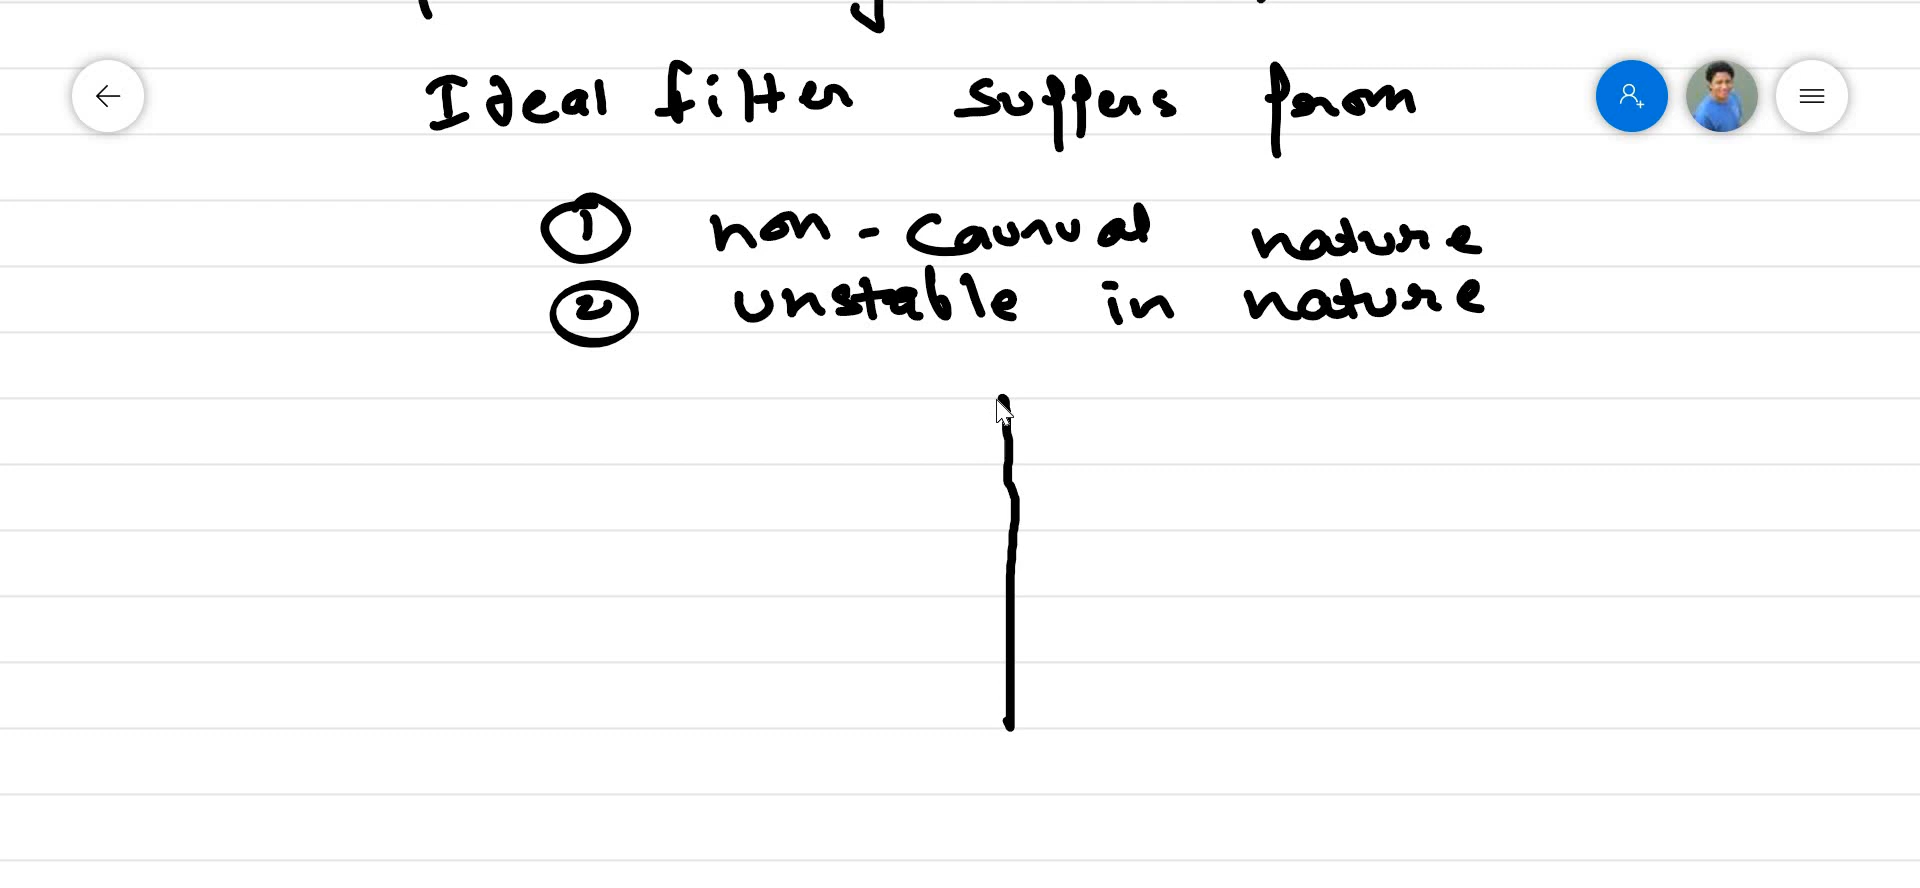 Ideal filter suffers from
① non-causual nature
② unstable in nature